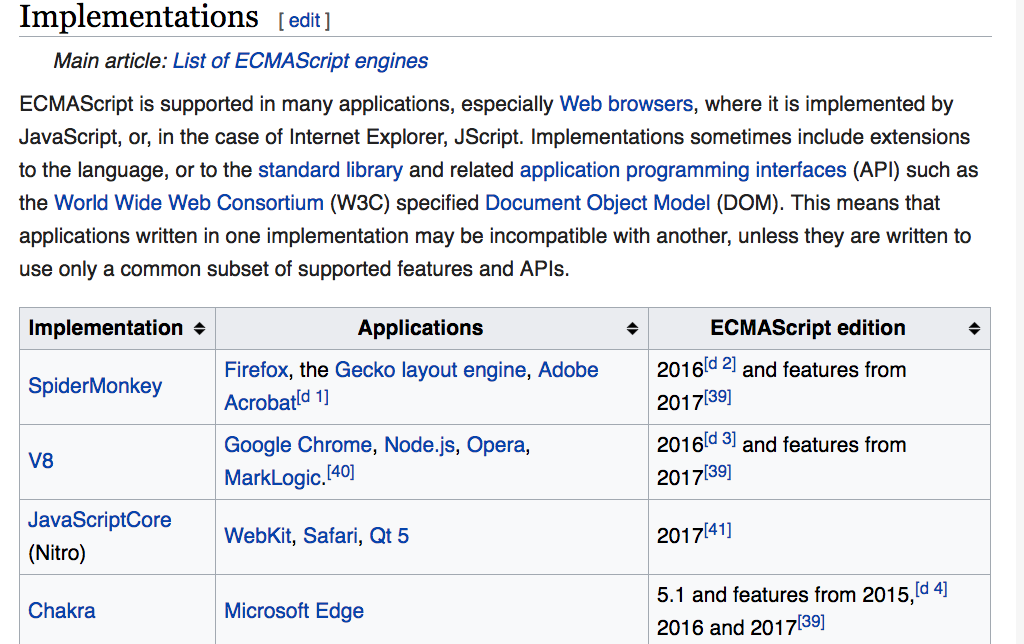 Implementations [ edit ]
Main article: List of ECMAScript engines
ECMAScript is supported in many applications, especially Web browsers, where it is implemented by
JavaScript, or, in the case of Internet Explorer, JScript. Implementations sometimes include extensions
to the language, or to the standard library and related application programming interfaces (API) such as
the World Wide Web Consortium (W3C) specified Document Object Model (DOM). This means that
applications written in one implementation may be incompatible with another, unless they are written to
use only a common subset of supported features and APIs.
Implementation Applications ECMAScript edition
SpiderMonkey
Firefox, the Gecko layout engine, Adobe
Acrobat[d 1]
2016[d 2] and features from
2017[39]
V8
Google Chrome, Node.js, Opera,
MarkLogic.[40]
2016[d 3] and features from
2017[39]
JavaScriptCore
(Nitro)
WebKit, Safari, Qt 5
2017[41]
Chakra
Microsoft Edge
5.1 and features from 2015,[d 4]
2016 and 2017[39]